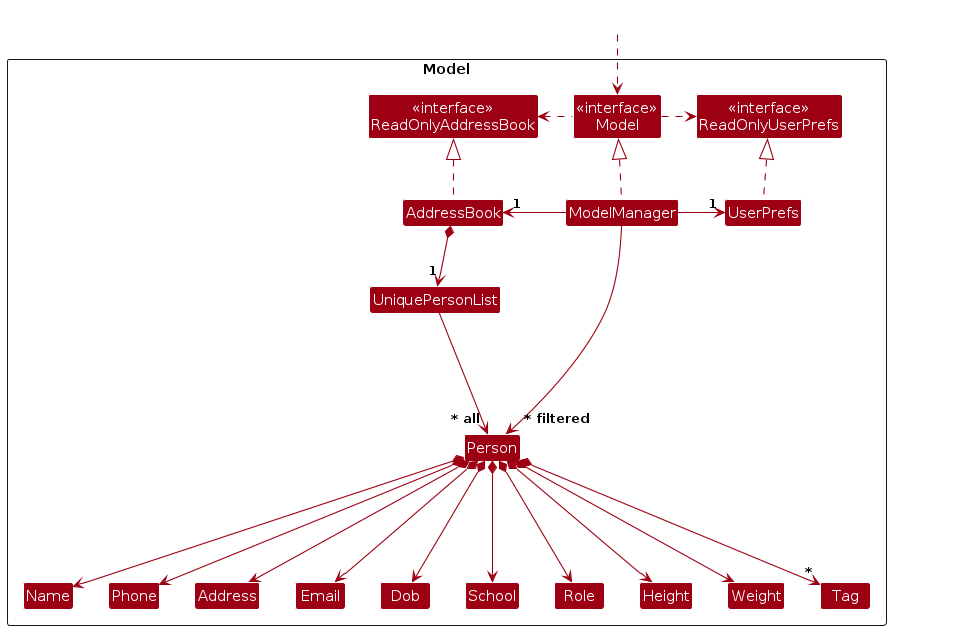 Model
«interface»
ReadOnlyAddressBook
«interface»
Model
«interface»
ReadOnlyUserPrefs
AddressBook
1
ModelManager
1
UserPrefs
1
UniquePersonList
* all
* filtered
Person
*
Name
Phone
Address
Email
Dob
School
Role
Height
Weight
Tag